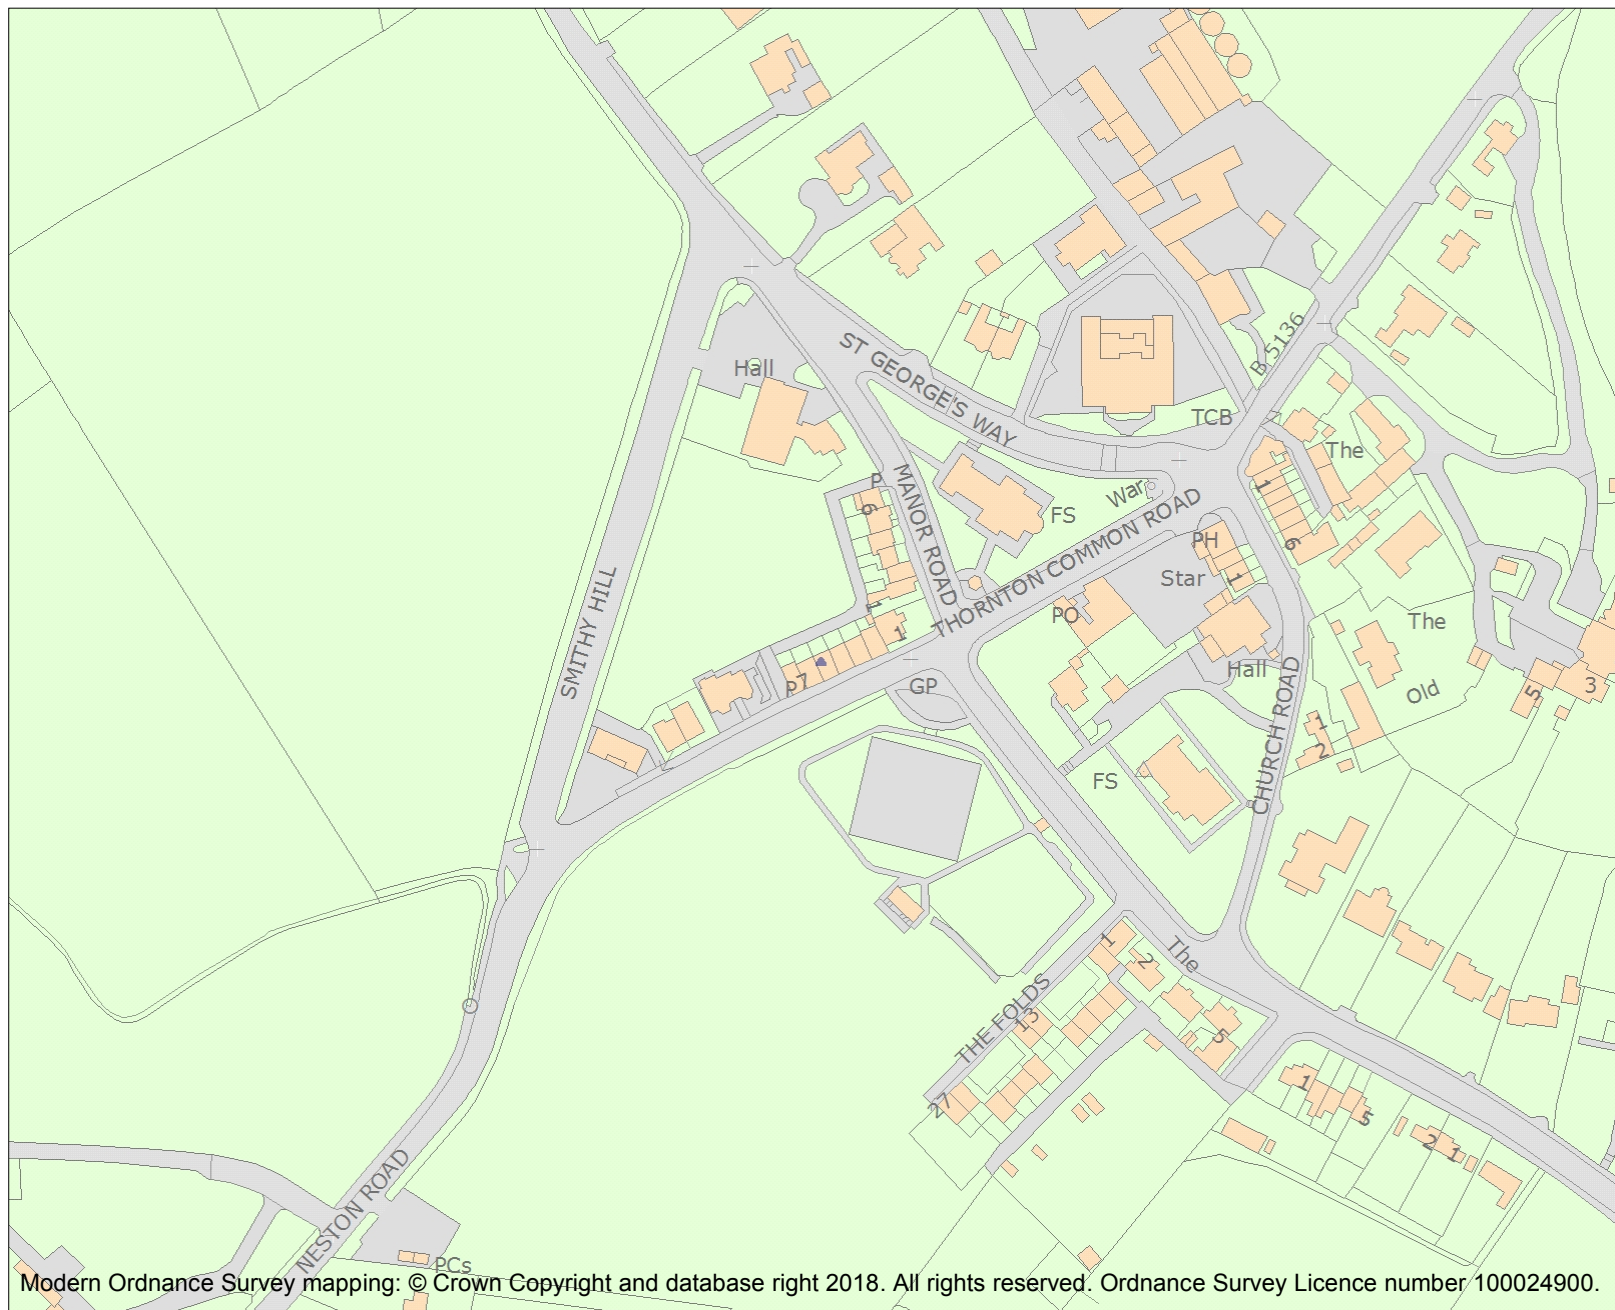 B 5136
ST GEORGE'S WAY
Hall
TCB
The
MANOR ROAD
P
6
War
FS
THORNTON COMMON ROAD
1
6
PH
Star
1
SMITHY HILL
1
1
PO
The
Hall
GP
P
7
CHURCH ROAD
Old
3
5
1
2
FS
1
2
The
THE FOLDS
13
5
27
1
5
2
1
NESTON ROAD
PCs
Modern Ordnance Survey mapping: © Crown Copyright and database right 2018. All rights reserved. Ordnance Survey Licence number 100024900.